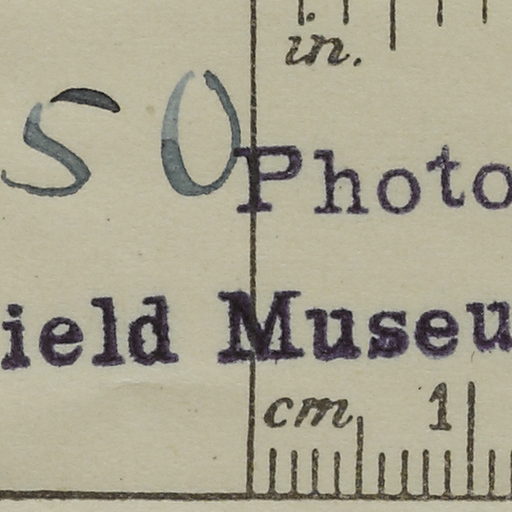 in.
50 Photo
ield Museu
cm 1